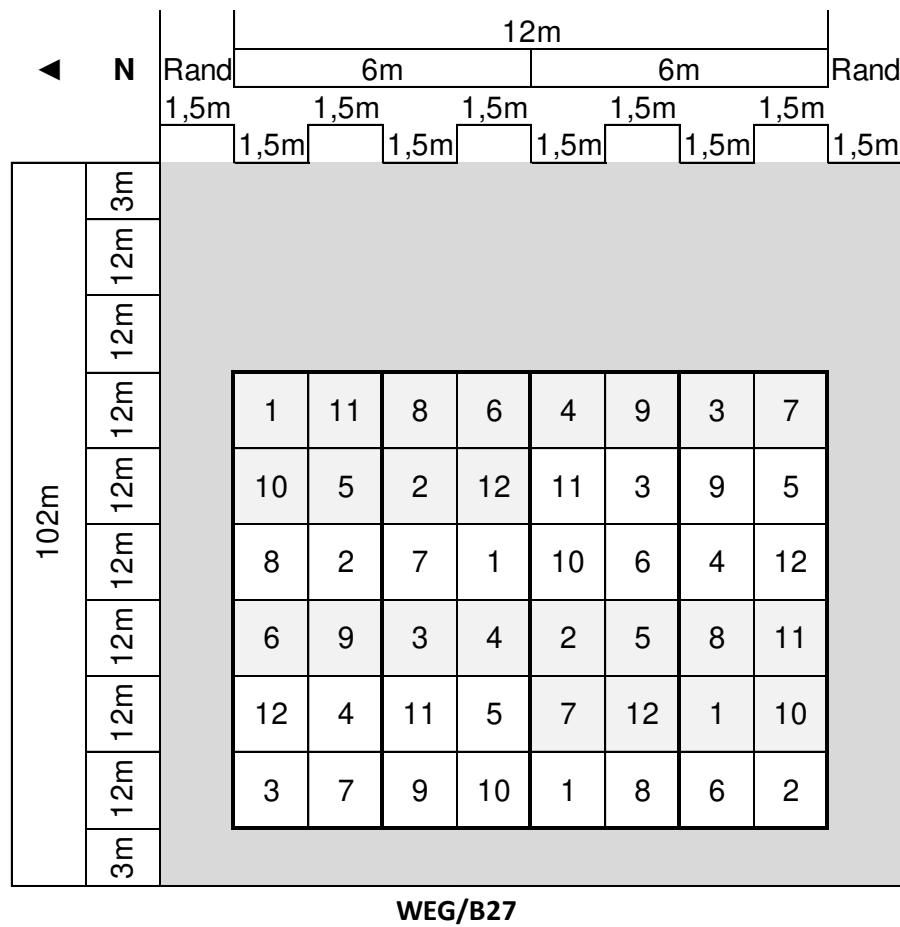 12m
◄ N Rand 6m 6m Rand
1,5m 1,5m 1,5m 1,5m 1,5m
1,5m 1,5m 1,5m 1,5m 1,5m
102m
3m
12m
12m
12m 1 11 8 6 4 9 3 7
12m 10 5 2 12 11 3 9 5
12m 8 2 7 1 10 6 4 12
12m 6 9 3 4 2 5 8 11
12m 12 4 11 5 7 12 1 10
12m 3 7 9 10 1 8 6 2
3m
WEG/B27